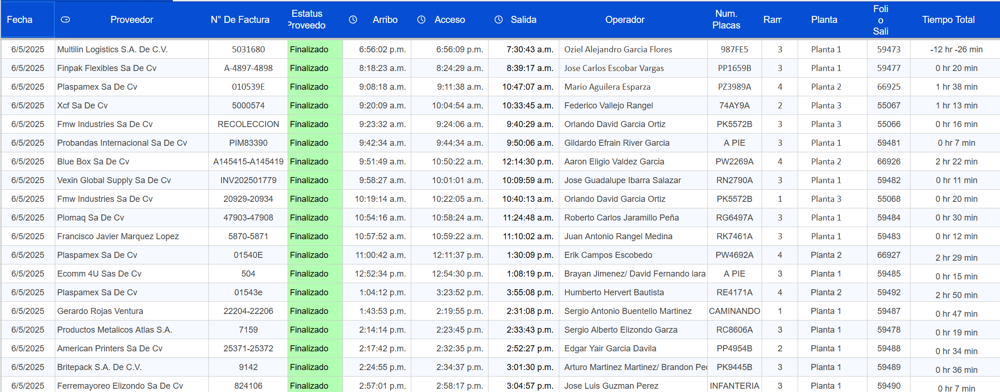 Fecha Proveedor N° De Factura Estatus Proveedo Arribo Acceso Salida Operador Num. Placas Ram Planta Foli o Sali Tiempo Total
6/5/2025 Multilin Logistics S.A. De C.V. 5031680 Finalizado 6:56:02 p.m. 6:56:09 p.m. 7:30:43 a.m. Oziel Alejandro Garcia Flores 987FE5 3 Planta 1 59473 -12 hr -26 min
6/5/2025 Finpak Flexibles Sa De Cv A-4897-4898 Finalizado 8:18:23 a.m. 8:24:29 a.m. 8:39:17 a.m. Jose Carlos Escobar Vargas PP1659B 3 Planta 1 59477 0 hr 20 min
6/5/2025 Plaspamex Sa De Cv 010539E Finalizado 9:08:18 a.m. 9:11:38 a.m. 10:47:07 a.m. Mario Aguilera Esparza PZ3989A 4 Planta 2 66925 1 hr 38 min
6/5/2025 Xcf Sa De Cv 5000574 Finalizado 9:20:09 a.m. 10:04:54 a.m. 10:33:45 a.m. Federico Vallejo Rangel 74AY9A 2 Planta 3 55067 1 hr 13 min
6/5/2025 Fmw Industries Sa De Cv RECOLECCION Finalizado 9:23:32 a.m. 9:24:06 a.m. 9:40:29 a.m. Orlando David Garcia Ortiz PK5572B 3 Planta 3 55066 0 hr 16 min
6/5/2025 Probandas Internacional Sa De Cv PIM83390 Finalizado 9:42:34 a.m. 9:44:34 a.m. 9:50:06 a.m. Gildardo Efrain River Garcia A PIE 3 Planta 1 59481 0 hr 7 min
6/5/2025 Blue Box Sa De Cv A145415-A145419 Finalizado 9:51:49 a.m. 10:50:22 a.m. 12:14:30 p.m. Aaron Eligio Valdez Garcia PW2269A 4 Planta 2 66926 2 hr 22 min
6/5/2025 Vexin Global Supply Sa De Cv INV202501779 Finalizado 9:58:27 a.m. 10:01:01 a.m. 10:09:59 a.m. Jose Guadalupe Ibarra Salazar RN2790A 3 Planta 1 59482 0 hr 11 min
6/5/2025 Fmw Industries Sa De Cv 20929-20934 Finalizado 10:19:14 a.m. 10:22:05 a.m. 10:40:13 a.m. Orlando David Garcia Ortiz PK5572B 1 Planta 3 55068 0 hr 20 min
6/5/2025 Plomaq Sa De Cv 47903-47908 Finalizado 10:54:16 a.m. 10:58:24 a.m. 11:24:48 a.m. Roberto Carlos Jaramillo Peña RG6497A 3 Planta 1 59484 0 hr 30 min
6/5/2025 Francisco Javier Marquez Lopez 5870-5871 Finalizado 10:57:52 a.m. 10:59:22 a.m. 11:10:02 a.m. Juan Antonio Rangel Medina RK7461A 3 Planta 1 59483 0 hr 12 min
6/5/2025 Plaspamex Sa De Cv 01540E Finalizado 11:00:42 a.m. 12:11:37 p.m. 1:30:09 p.m. Erik Campos Escobedo PW4692A 4 Planta 2 66927 2 hr 29 min
6/5/2025 Ecomm 4U Sas De Cv 504 Finalizado 12:52:34 p.m. 12:54:30 p.m. 1:08:19 p.m. Brayan Jimenez/ David Fernando lara A PIE 3 Planta 1 59485 0 hr 15 min
6/5/2025 Plaspamex Sa De Cv 01543e Finalizado 1:04:12 p.m. 3:23:52 p.m. 3:55:08 p.m. Humberto Hervert Bautista RE4171A 4 Planta 2 59492 2 hr 50 min
6/5/2025 Gerardo Rojas Ventura 22204-22206 Finalizado 1:43:53 p.m. 2:19:55 p.m. 2:31:08 p.m. Sergio Antonio Buentello Martinez CAMINANDO 1 Planta 1 59487 0 hr 47 min
6/5/2025 Productos Metalicos Atlas S.A. 7159 Finalizado 2:14:14 p.m. 2:23:45 p.m. 2:33:43 p.m. Sergio Alberto Elizondo Garza RC8606A 3 Planta 1 59478 0 hr 19 min
6/5/2025 American Printers Sa De Cv 25371-25372 Finalizado 2:17:42 p.m. 2:32:35 p.m. 2:52:27 p.m. Edgar Yair Garcia Davila PP4954B 2 Planta 1 59488 0 hr 34 min
6/5/2025 Britepack S.A. De C.V. 9142 Finalizado 2:24:55 p.m. 2:34:37 p.m. 3:01:30 p.m. Arturo Martinez Martinez/ Brandon Pec PK9445B 3 Planta 1 59489 0 hr 36 min
6/5/2025 Ferremayoreo Elizondo Sa De Cv 824106 Finalizado 2:57:01 p.m. 2:58:17 p.m. 3:04:57 p.m. Jose Luis Guzman Perez INFANTERIA 3 Planta 1 59490 0 hr 7 min